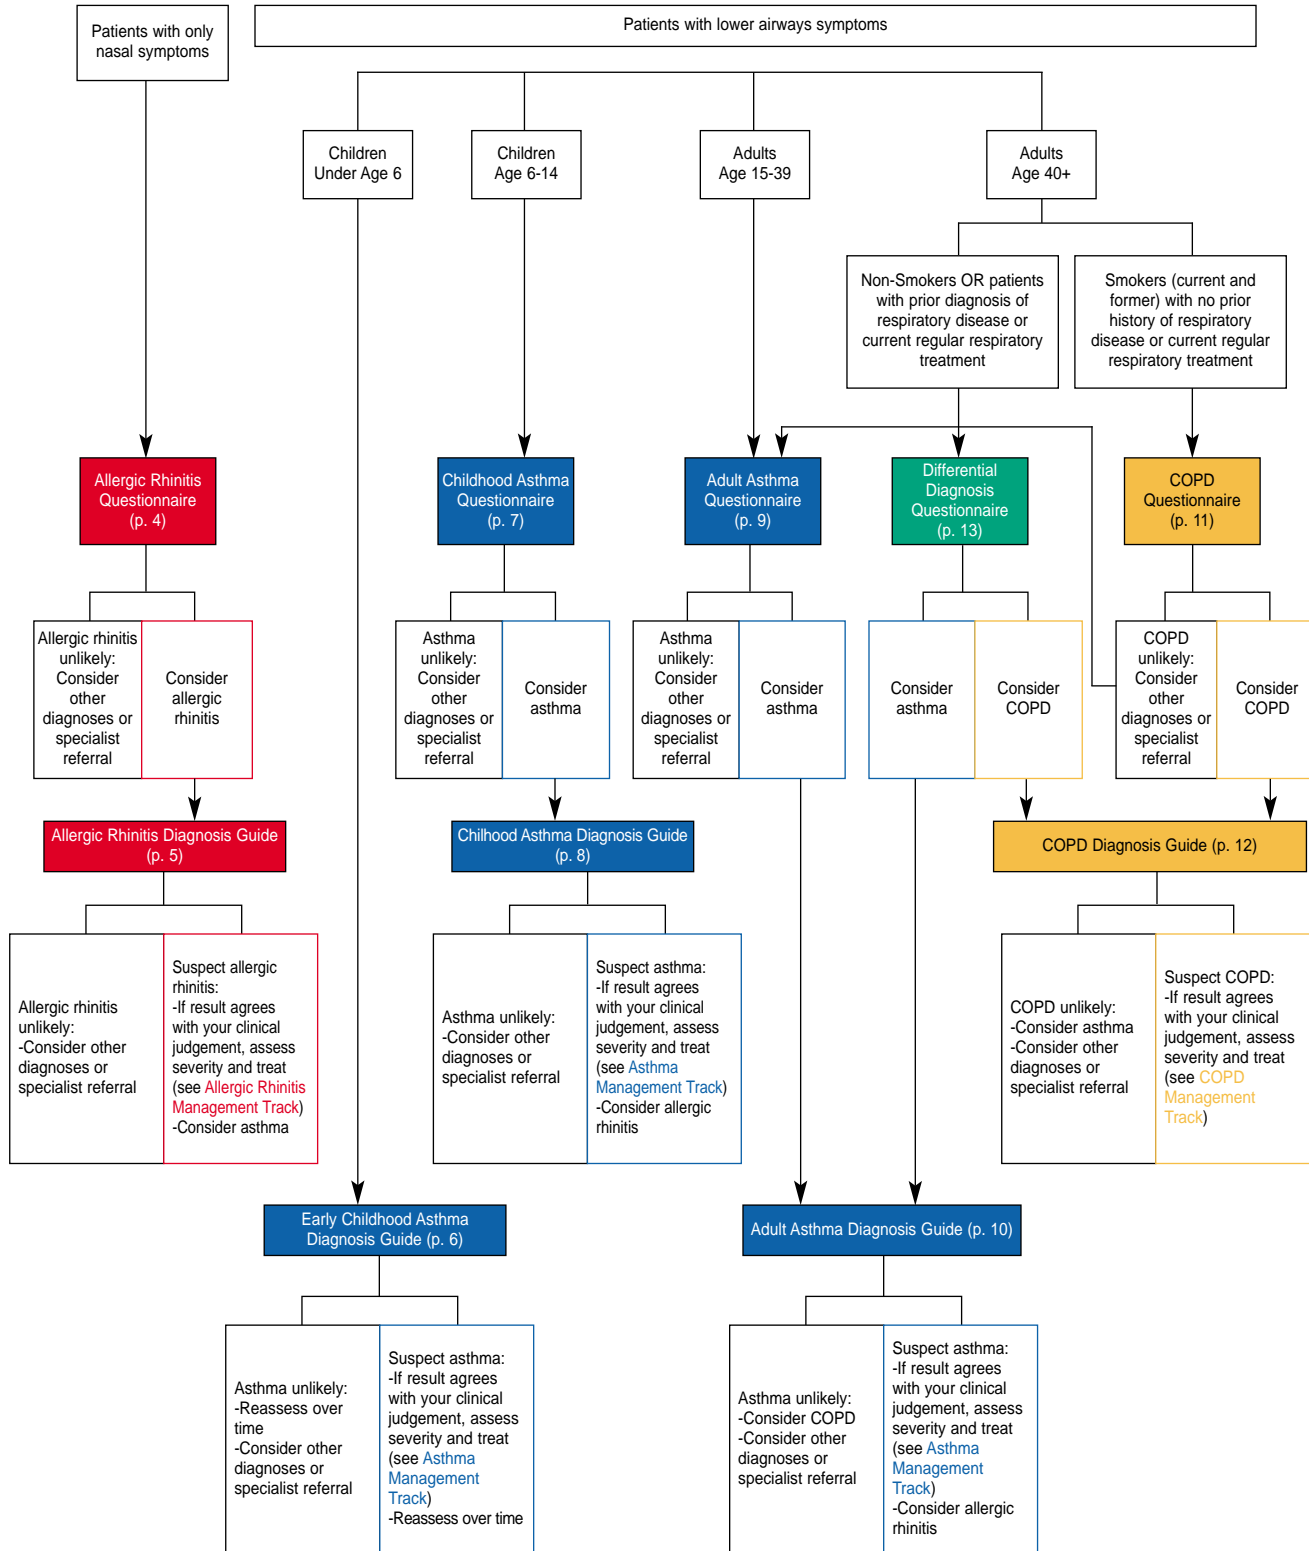 Patients with only
nasal symptoms
Patients with lower airways symptoms
Children
Under Age 6
Children
Age 6-14
Adults
Age 15-39
Adults
Age 40+
Non-Smokers OR patients
with prior diagnosis of
respiratory disease or
current regular respiratory
treatment
Smokers (current and
former) with no prior
history of respiratory
disease or current regular
respiratory treatment
Allergic Rhinitis
Questionnaire
(p. 4)
Childhood Asthma
Questionnaire
(p. 7)
Adult Asthma
Questionnaire
(p. 9)
Differential
Diagnosis
Questionnaire
(p. 13)
COPD
Questionnaire
(p. 11)
Allergic rhinitis
unlikely:
Consider
other
diagnoses or
specialist
referral
Consider
allergic
rhinitis
Asthma
unlikely:
Consider
other
diagnoses or
specialist
referral
Consider
asthma
Asthma
unlikely:
Consider
other
diagnoses or
specialist
referral
Consider
asthma
Consider
asthma
Consider
COPD
COPD
unlikely:
Consider
other
diagnoses or
specialist
referral
Consider
COPD
Allergic Rhinitis Diagnosis Guide
(p. 5)
Chilhood Asthma Diagnosis Guide
(p. 8)
COPD Diagnosis Guide (p. 12)
Allergic rhinitis
unlikely:
-Consider other
diagnoses or
specialist referral
Suspect allergic
rhinitis:
-If result agrees
with your clinical
judgement, assess
severity and treat
(see Allergic Rhinitis
Management Track)
-Consider asthma
Asthma unlikely:
-Consider other
diagnoses or
specialist referral
Suspect asthma:
-If result agrees
with your clinical
judgement, assess
severity and treat
(see Asthma
Management Track)
-Consider allergic
rhinitis
COPD unlikely:
-Consider asthma
-Consider other
diagnoses or
specialist referral
Suspect COPD:
-If result agrees
with your clinical
judgement, assess
severity and treat
(see COPD
Management
Track)
Early Childhood Asthma
Diagnosis Guide (p. 6)
Adult Asthma Diagnosis Guide (p. 10)
Asthma unlikely:
-Reassess over
time
-Consider other
diagnoses or
specialist referral
Suspect asthma:
-If result agrees
with your clinical
judgement, assess
severity and treat
(see Asthma
Management
Track)
-Reassess over time
Asthma unlikely:
-Consider COPD
-Consider other
diagnoses or
specialist referral
Suspect asthma:
-If result agrees
with your clinical
judgement, assess
severity and treat
(see Asthma
Management
Track)
-Consider allergic
rhinitis